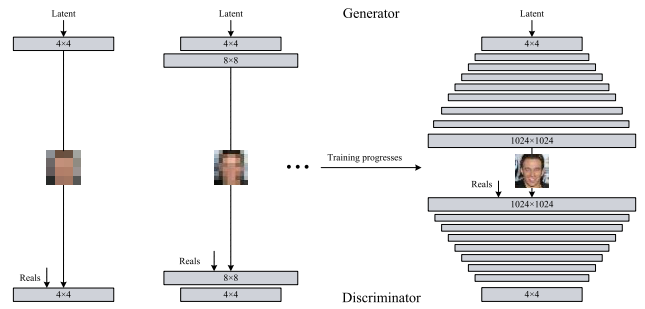 Generator
Latent
4×4
Reals
4×4
Latent
4×4
8×8
Reals
8×8
4×4
Training progresses
Latent
4×4
1024×1024
Reals
1024×1024
4×4
Discriminator